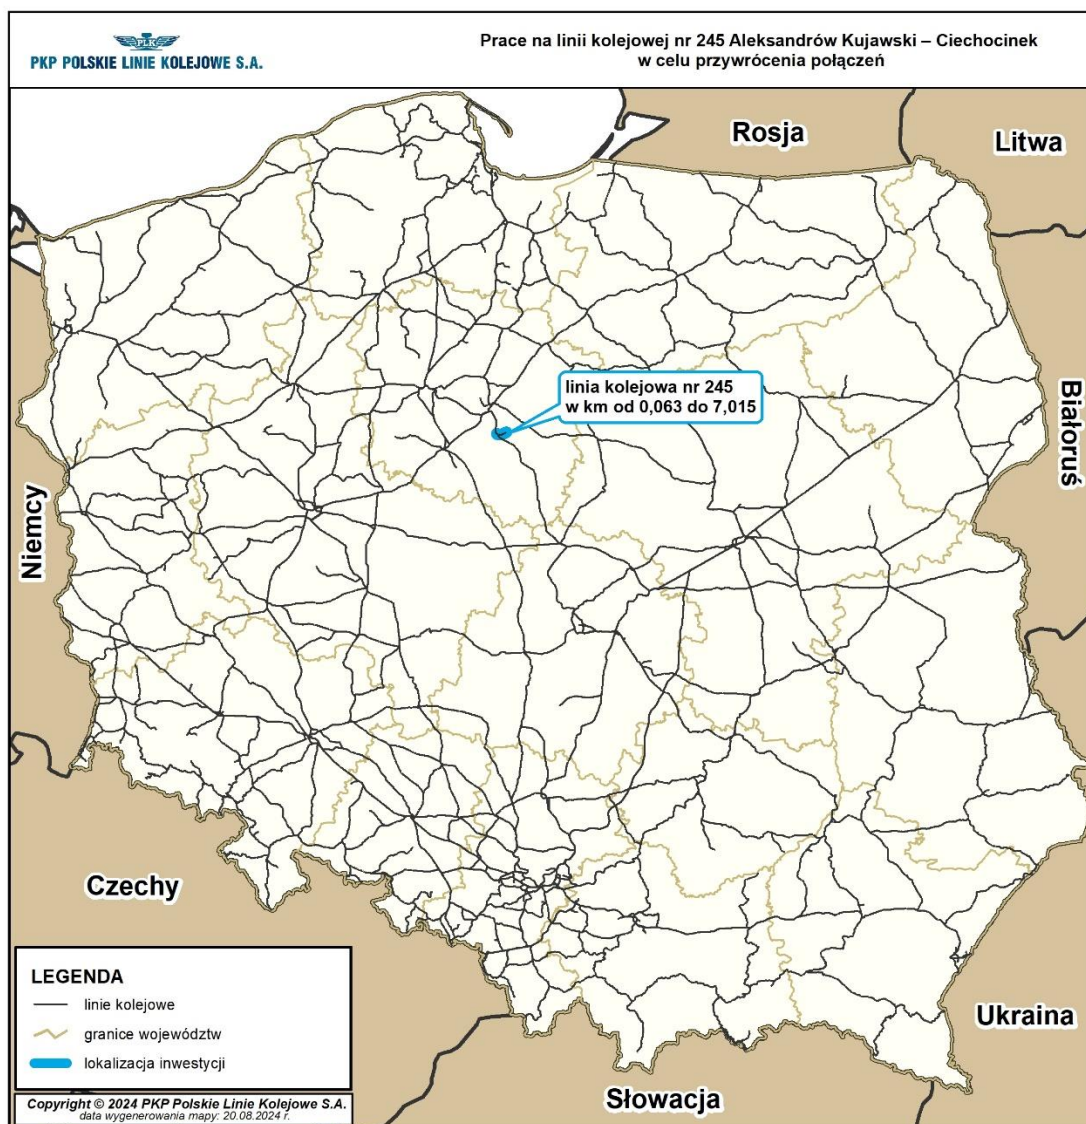 PLK
PKP POLSKIE LINIE KOLEJOWE S.A.
Prace na linii kolejowej nr 245 Aleksandrów Kujawski – Ciechocinek
w celu przywrócenia połączeń
Rosja
Litwa
linia kolejowa nr 245
w km od 0,063 do 7,015
Białoruś
Niemcy
Czechy
Ukraina
Słowacja
LEGENDA
linie kolejowe
granice województw
lokalizacja inwestycji
Copyright © 2024 PKP Polskie Linie Kolejowe S.A.
data wygenerowania mapy: 20.08.2024 r.